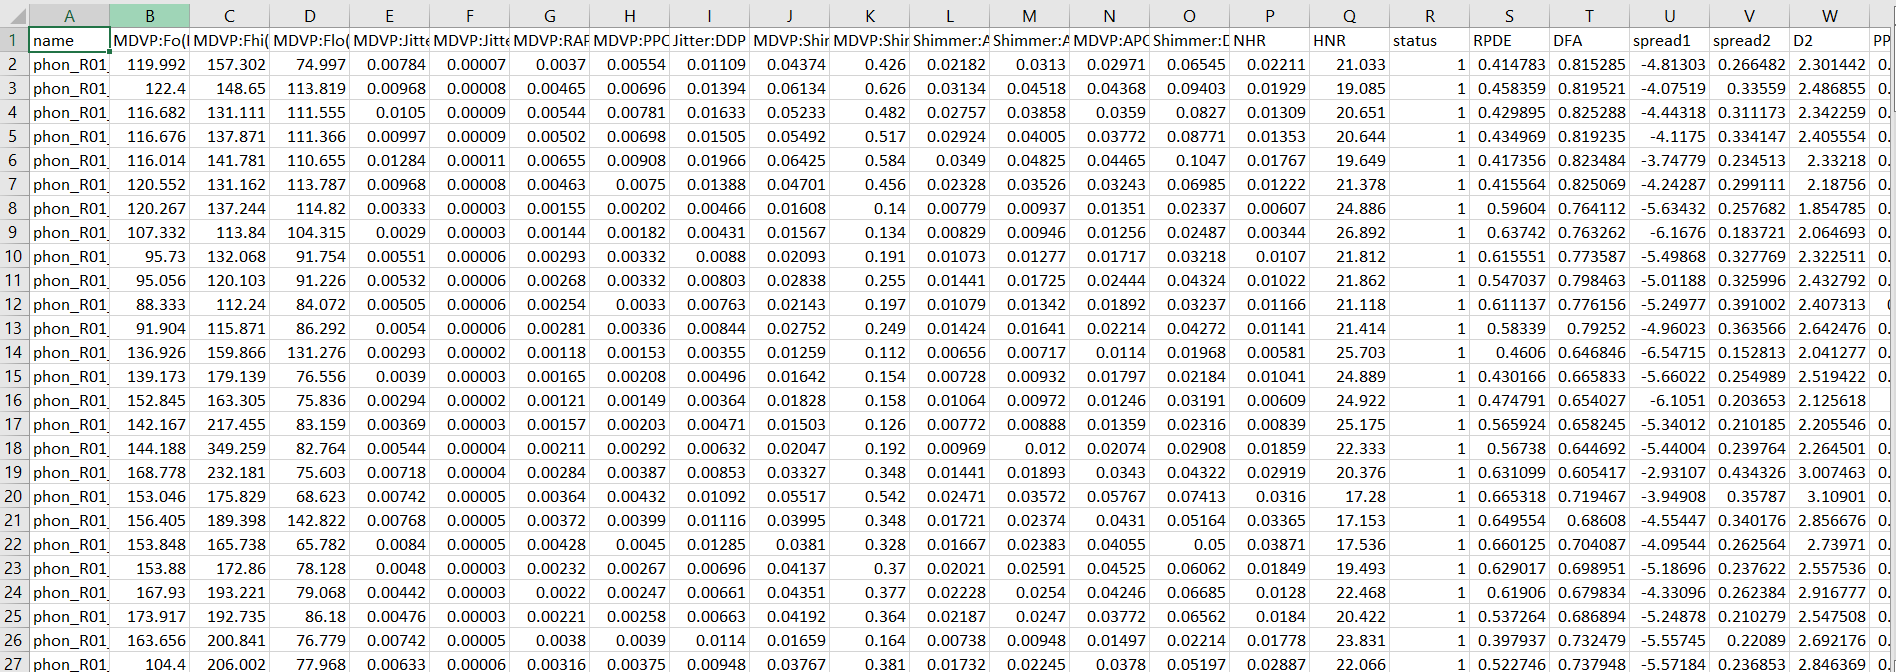 A B C D E F G H I J K L M N O P Q R S T U V W
1 name MDVP:Fo( MDVP:Fhi( MDVP:Flo( MDVP:Jitte MDVP:Jitte MDVP:RAP MDVP:PPQ Jitter:DDP MDVP:Shim MDVP:Shim Shimmer:A Shimmer:A MDVP:APQ Shimmer:D NHR HNR status RPDE DFA spread1 spread2 D2 PP
2 phon_R01_ 119.992 157.302 74.997 0.00784 0.00007 0.0037 0.00554 0.01109 0.04374 0.426 0.02182 0.0313 0.02971 0.06545 0.02211 21.033 1 0.414783 0.815285 -4.81303 0.266482 2.301442 0.
3 phon_R01_ 122.4 148.65 113.819 0.00968 0.00008 0.00465 0.00696 0.01394 0.06134 0.626 0.03134 0.04518 0.04368 0.09403 0.01929 19.085 1 0.458359 0.819521 -4.07519 0.33559 2.486855 0.
4 phon_R01_ 116.682 131.111 111.555 0.0105 0.00009 0.00544 0.00781 0.01633 0.05233 0.482 0.02757 0.03858 0.0359 0.0827 0.01309 20.651 1 0.429895 0.825288 -4.44318 0.311173 2.342259 0.
5 phon_R01_ 116.676 137.871 111.366 0.00997 0.00009 0.00502 0.00698 0.01505 0.05492 0.517 0.02924 0.04005 0.03772 0.08771 0.01353 20.644 1 0.434969 0.819235 -4.1175 0.334147 2.405554 0.
6 phon_R01_ 116.014 141.781 110.655 0.01284 0.00011 0.00655 0.00908 0.01966 0.06425 0.584 0.0349 0.04825 0.04465 0.1047 0.01767 19.649 1 0.417356 0.823484 -3.74779 0.234513 2.33218 0.
7 phon_R01_ 120.552 131.162 113.787 0.00968 0.00008 0.00463 0.0075 0.01388 0.04701 0.456 0.02328 0.03526 0.03243 0.06985 0.01222 21.378 1 0.415564 0.825069 -4.24287 0.299111 2.18756 0.
8 phon_R01_ 120.267 137.244 114.82 0.00333 0.00003 0.00155 0.00202 0.00466 0.01608 0.14 0.00779 0.00937 0.01351 0.02337 0.00607 24.886 1 0.59604 0.764112 -5.63432 0.257682 1.854785 0.
9 phon_R01_ 107.332 113.84 104.315 0.0029 0.00003 0.00144 0.00182 0.00431 0.01567 0.134 0.00829 0.00946 0.01256 0.02487 0.00344 26.892 1 0.63742 0.763262 -6.1676 0.183721 2.064693 0.
10 phon_R01_ 95.73 132.068 91.754 0.00551 0.00006 0.00293 0.00332 0.0088 0.02093 0.191 0.01073 0.01277 0.01717 0.03218 0.0107 21.812 1 0.615551 0.773587 -5.49868 0.327769 2.322511 0.
11 phon_R01_ 95.056 120.103 91.226 0.00532 0.00006 0.00268 0.00332 0.00803 0.02838 0.255 0.01441 0.01725 0.02444 0.04324 0.01022 21.862 1 0.547037 0.798463 -5.01188 0.325996 2.432792 0.
12 phon_R01_ 88.333 112.24 84.072 0.00505 0.00006 0.00254 0.0033 0.00763 0.02143 0.197 0.01079 0.01342 0.01892 0.03237 0.01166 21.118 1 0.611137 0.776156 -5.24977 0.391002 2.407313
13 phon_R01_ 91.904 115.871 86.292 0.0054 0.00006 0.00281 0.00336 0.00844 0.02752 0.249 0.01424 0.01641 0.02214 0.04272 0.01141 21.414 1 0.58339 0.79252 -4.96023 0.363566 2.642476 0.
14 phon_R01_ 136.926 159.866 131.276 0.00293 0.00002 0.00118 0.00153 0.00355 0.01259 0.112 0.00656 0.00717 0.0114 0.01968 0.00581 25.703 1 0.4606 0.646846 -6.54715 0.152813 2.041277 0.
15 phon_R01_ 139.173 179.139 76.556 0.0039 0.00003 0.00165 0.00208 0.00496 0.01642 0.154 0.00728 0.00932 0.01797 0.02184 0.01041 24.889 1 0.430166 0.665833 -5.66022 0.254989 2.519422 0.
16 phon_R01_ 152.845 163.305 75.836 0.00294 0.00002 0.00121 0.00149 0.00364 0.01828 0.158 0.01064 0.00972 0.01246 0.03191 0.00609 24.922 1 0.474791 0.654027 -6.1051 0.203653 2.125618
17 phon_R01_ 142.167 217.455 83.159 0.00369 0.00003 0.00157 0.00203 0.00471 0.01503 0.126 0.00772 0.00888 0.01359 0.02316 0.00839 25.175 1 0.565924 0.658245 -5.34012 0.210185 2.205546 0.
18 phon_R01_ 144.188 349.259 82.764 0.00544 0.00004 0.00211 0.00292 0.00632 0.02047 0.192 0.00969 0.012 0.02074 0.02908 0.01859 22.333 1 0.56738 0.644692 -5.44004 0.239764 2.264501 0.
19 phon_R01_ 168.778 232.181 75.603 0.00718 0.00004 0.00284 0.00387 0.00853 0.03327 0.348 0.01441 0.01893 0.0343 0.04322 0.02919 20.376 1 0.631099 0.605417 -2.93107 0.434326 3.007463 0.
20 phon_R01_ 153.046 175.829 68.623 0.00742 0.00005 0.00364 0.00432 0.01092 0.05517 0.542 0.02471 0.03572 0.05767 0.07413 0.0316 17.28 1 0.665318 0.719467 -3.94908 0.35787 3.10901 0.
21 phon_R01_ 156.405 189.398 142.822 0.00768 0.00005 0.00372 0.00399 0.01116 0.03995 0.348 0.01721 0.02374 0.0431 0.05164 0.03365 17.153 1 0.649554 0.68608 -4.55447 0.340176 2.856676 0.
22 phon_R01_ 153.848 165.738 65.782 0.0084 0.00005 0.00428 0.0045 0.01285 0.0381 0.328 0.01667 0.02383 0.04055 0.05 0.03871 17.536 1 0.660125 0.704087 -4.09544 0.262564 2.73971 0.
23 phon_R01_ 153.88 172.86 78.128 0.0048 0.00003 0.00232 0.00267 0.00696 0.04137 0.37 0.02021 0.02591 0.04525 0.06062 0.01849 19.493 1 0.629017 0.698951 -5.18696 0.237622 2.557536 0.
24 phon_R01_ 167.93 193.221 79.068 0.00442 0.00003 0.0022 0.00247 0.00661 0.04351 0.377 0.02228 0.0254 0.04246 0.06685 0.0128 22.468 1 0.61906 0.679834 -4.33096 0.262384 2.916777 0.
25 phon_R01_ 173.917 192.735 86.18 0.00476 0.00003 0.00221 0.00258 0.00663 0.04192 0.364 0.02187 0.0247 0.03772 0.06562 0.0184 20.422 1 0.537264 0.686894 -5.24878 0.210279 2.547508 0.
26 phon_R01_ 163.656 200.841 76.779 0.00742 0.00005 0.0038 0.0039 0.0114 0.01659 0.164 0.00738 0.00948 0.01497 0.02214 0.01778 23.831 1 0.397937 0.732479 -5.55745 0.22089 2.692176 0.
27 phon_R01_ 104.4 206.002 77.968 0.00633 0.00006 0.00316 0.00375 0.00948 0.03767 0.381 0.01732 0.02245 0.0378 0.05197 0.02887 22.066 1 0.522746 0.737948 -5.57184 0.236853 2.846369 0.